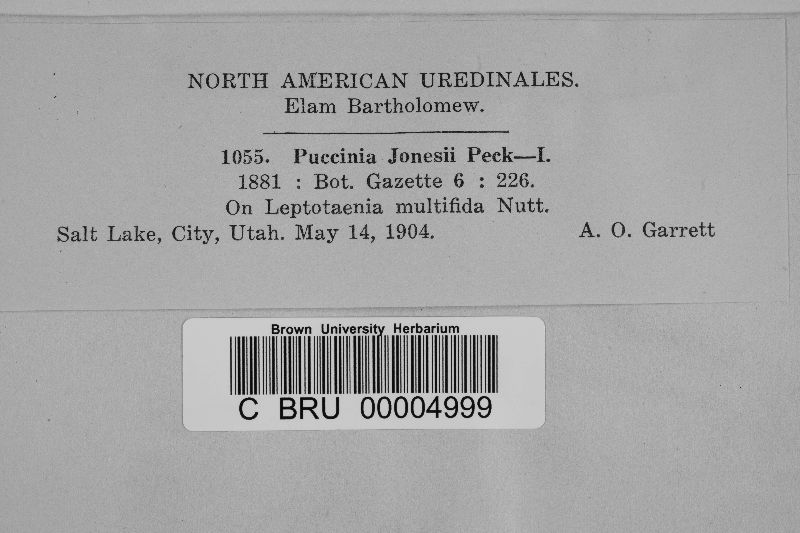 NORTH AMERICAN UREDINALES.
Elam Bartholomew.
1055. Puccinia Jonesii Peck—I.
1881 : Bot. Gazette 6 : 226.
On Leptotaenia multifida Nutt.
Salt Lake, City, Utah. May 14, 1904. A. O. Garrett
Brown University Herbarium
C BRU 00004999